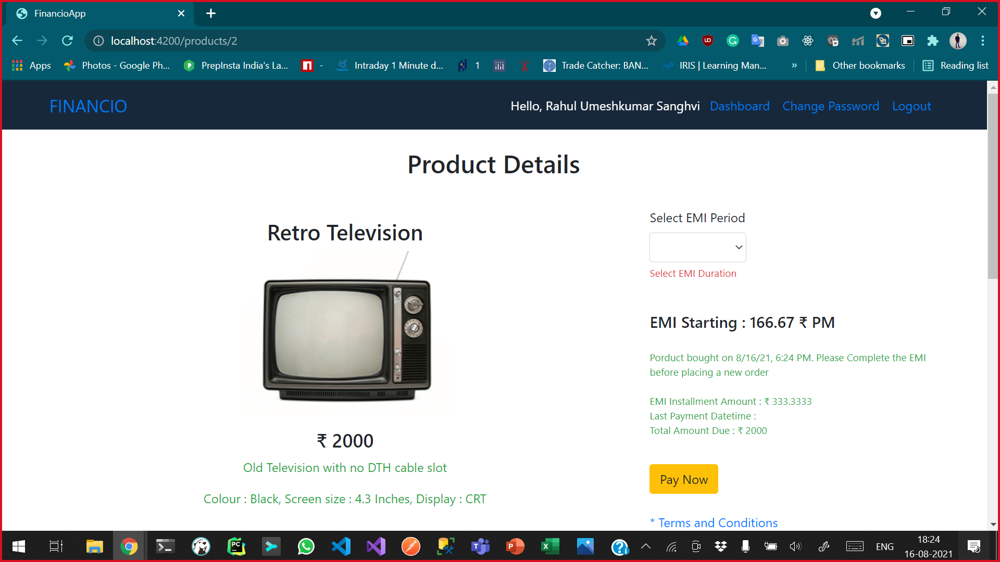 FinancioApp
localhost:4200/products/2
Apps
Photos - Google Ph...
PrepInsta India's La...
-
Intraday 1 Minute d...
1
Trade Catcher: BAN...
IRIS | Learning Man...
»
Other bookmarks
Reading list
FINANCIO
Hello, Rahul Umeshkumar Sanghvi
Dashboard
Change Password
Logout
Product Details
Retro Television
₹ 2000
Old Television with no DTH cable slot
Colour : Black, Screen size : 4.3 Inches, Display : CRT
Select EMI Period
Select EMI Duration
EMI Starting : 166.67 ₹ PM
Porduct bought on 8/16/21, 6:24 PM. Please Complete the EMI
before placing a new order
EMI Installment Amount : ₹ 333.3333
Last Payment Datetime :
Total Amount Due : ₹ 2000
Pay Now
* Terms and Conditions
ENG
18:24
16-08-2021